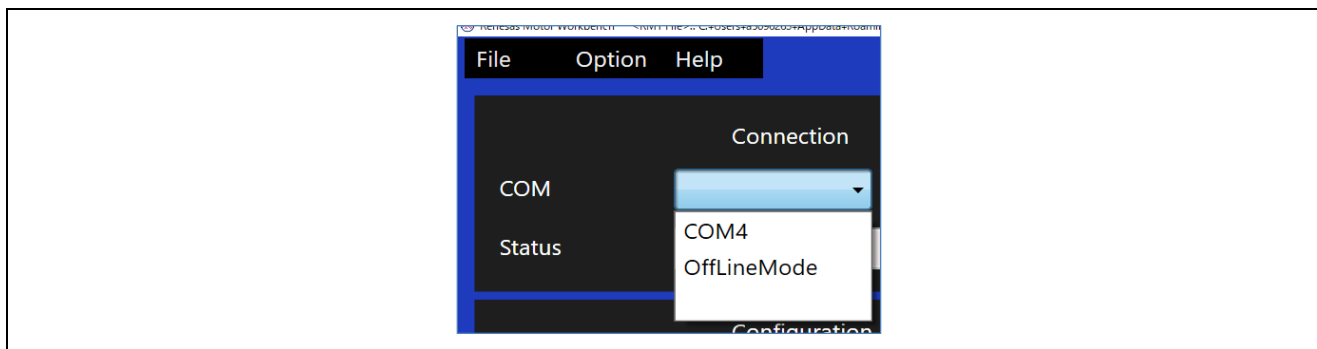 Renesas Motor Workbench
File Option Help
Connection
COM
COM4
Status
OffLineMode
Configuration